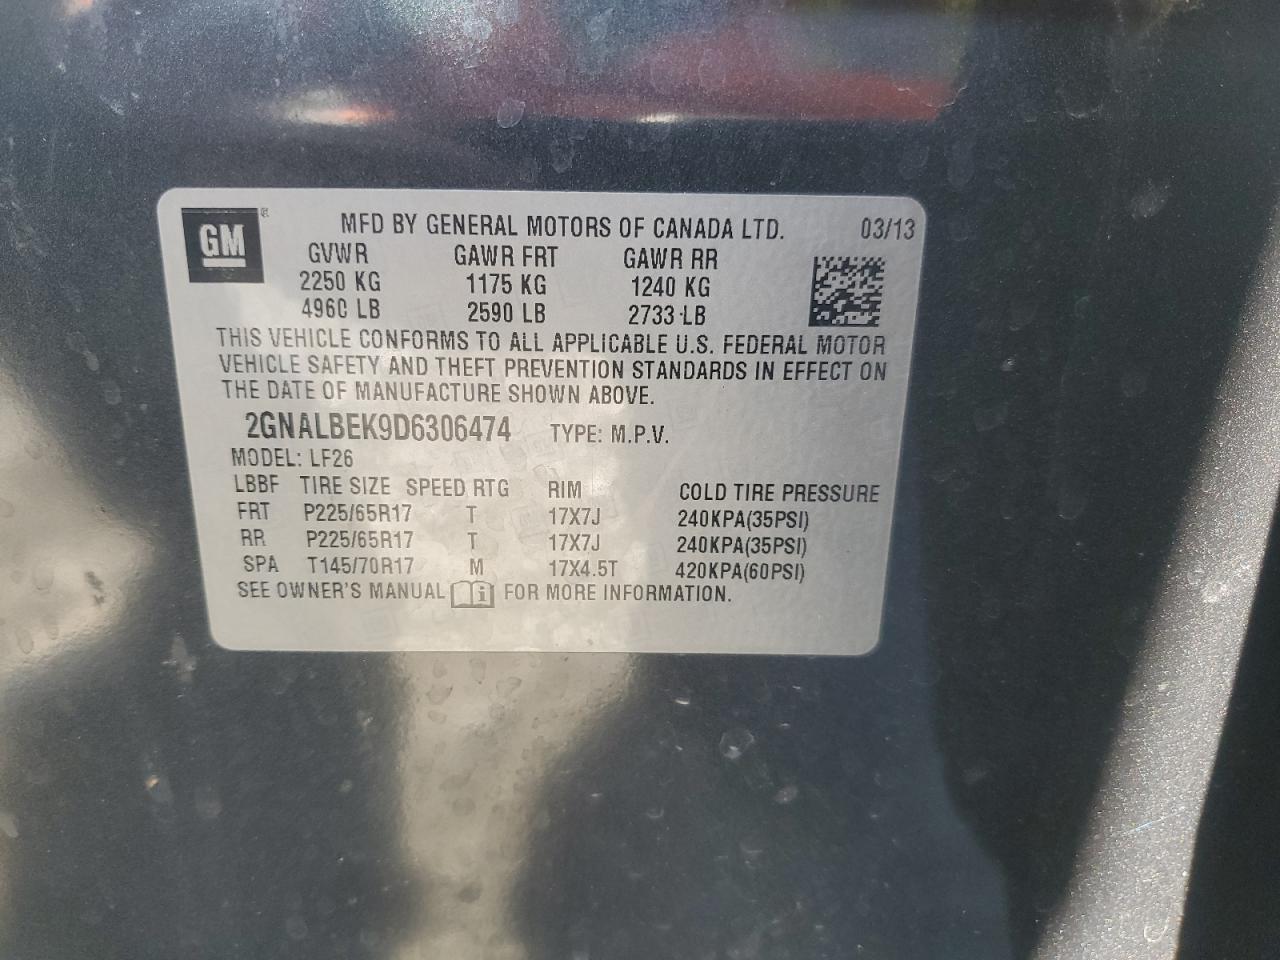 GM ® MFD BY GENERAL MOTORS OF CANADA LTD. 03/13
GVWR GAWR FRT GAWR RR
2250 KG 1175 KG 1240 KG
4960 LB 2590 LB 2733 LB
THIS VEHICLE CONFORMS TO ALL APPLICABLE U.S. FEDERAL MOTOR
VEHICLE SAFETY AND THEFT PREVENTION STANDARDS IN EFFECT ON
THE DATE OF MANUFACTURE SHOWN ABOVE.
2GNALBEK9D6306474 TYPE: M.P.V.
MODEL: LF26
LBBF TIRE SIZE SPEED RTG RIM COLD TIRE PRESSURE
FRT P225/65R17 T 17X7J 240KPA(35PSI)
RR P225/65R17 T 17X7J 240KPA(35PSI)
SPA T145/70R17 M 17X4.5T 420KPA(60PSI)
SEE OWNER'S MANUAL i FOR MORE INFORMATION.